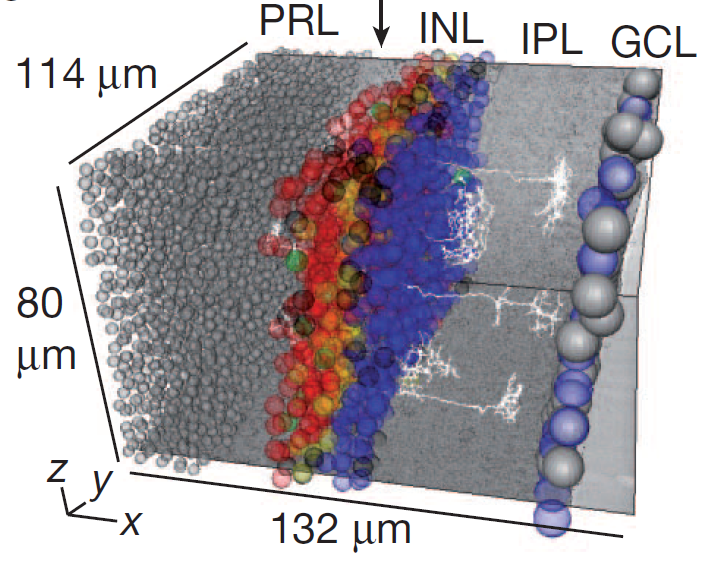 PRL
INL
IPL
GCL
114 μm
80
μm
z
y
x
132 μm